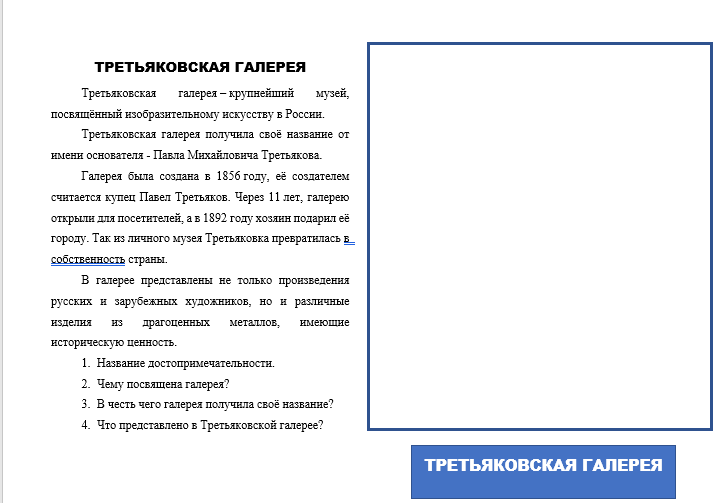 ТРЕТЬЯКОВСКАЯ ГАЛЕРЕЯ
Третьяковская галерея – крупнейший музей,
посвящённый изобразительному искусству в России.
Третьяковская галерея получила своё название от
имени основателя - Павла Михайловича Третьякова.
Галерея была создана в 1856 году, её создателем
считается купец Павел Третьяков. Через 11 лет, галерею
открыли для посетителей, а в 1892 году хозяин подарил её
городу. Так из личного музея Третьяковка превратилась в
собственность страны.
В галерее представлены не только произведения
русских и зарубежных художников, но и различные
изделия из драгоценных металлов, имеющие
историческую ценность.
1. Название достопримечательности.
2. Чему посвящена галерея?
3. В честь чего галерея получила своё название?
4. Что представлено в Третьяковской галерее?
ТРЕТЬЯКОВСКАЯ ГАЛЕРЕЯ